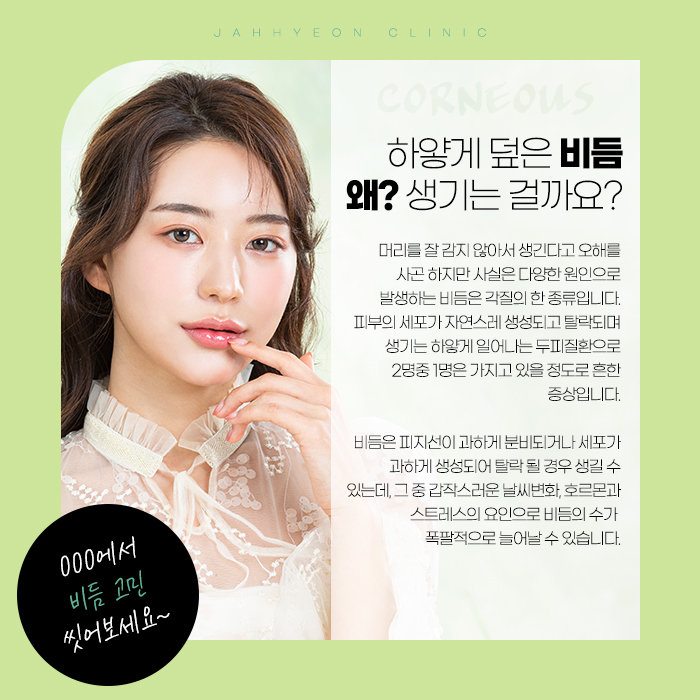 JAHHYEON CLINIC
CORNEOUS
하얗게 덮은 비듬
왜? 생기는 걸까요?
머리를 잘 감지 않아서 생긴다고 오해를
사곤 하지만 사실은 다양한 원인으로
발생하는 비듬은 각질의 한 종류입니다.
피부의 세포가 자연스레 생성되고 탈락되며
생기는 하얗게 일어나는 두피질환으로
2명중 1명은 가지고 있을 정도로 흔한
증상입니다.
비듬은 피지선이 과하게 분비되거나 세포가
과하게 생성되어 탈락 될 경우 생길 수
있는데, 그 중 갑작스러운 날씨변화, 호르몬과
스트레스의 요인으로 비듬의 수가
폭팔적으로 늘어날 수 있습니다.
000에서
비듬 고민
씻어보세요~